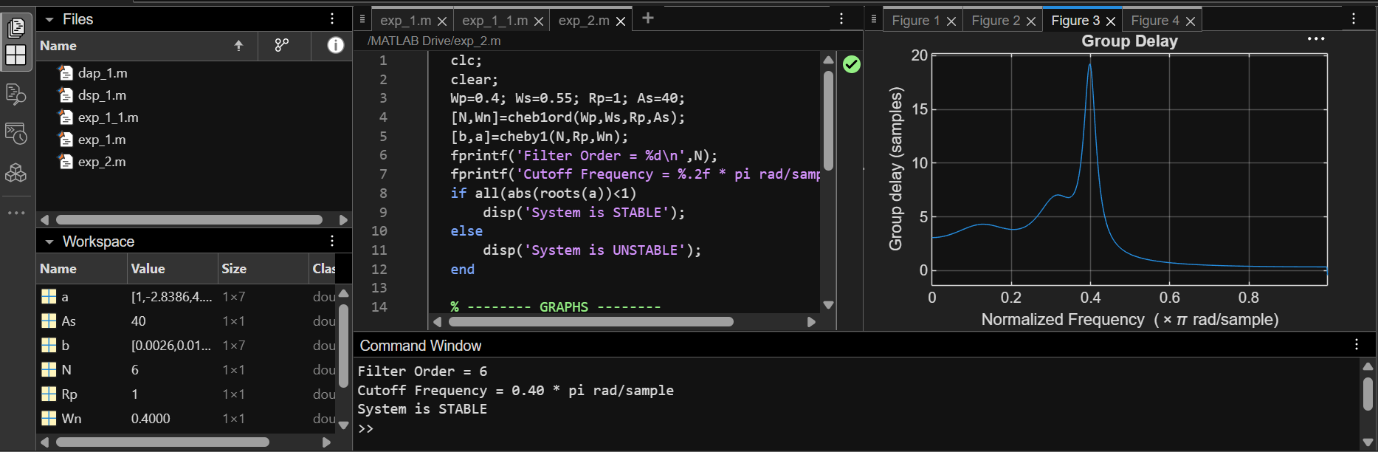 Files
Name
dap_1.m
dsp_1.m
exp_1_1.m
exp_1.m
exp_2.m
Workspace
Name Value Size Clas
a [1,-2.8386,4.... 1×7 dou
As 40 1×1 dou
b [0.0026,0.01... 1×7 dou
N 6 1×1 dou
Rp 1 1×1 dou
Wn 0.4000 1×1 dou
exp_1.m × exp_1_1.m × exp_2.m × +
/MATLAB Drive/exp_2.m
1 clc;
2 clear;
3 Wp=0.4; Ws=0.55; Rp=1; As=40;
4 [N,Wn]=cheb1ord(Wp,Ws,Rp,As);
5 [b,a]=cheby1(N,Rp,Wn);
6 fprintf('Filter Order = %d\n',N);
7 fprintf('Cutoff Frequency = %.2f * pi rad/samp
8 if all(abs(roots(a))<1)
9 disp('System is STABLE');
10 else
11 disp('System is UNSTABLE');
12 end
13
14 % -------- GRAPHS --------
Figure 1 × Figure 2 × Figure 3 × Figure 4 ×
Group Delay
Group delay (samples)
20
15
10
5
0
0 0.2 0.4 0.6 0.8
Normalized Frequency ( × π rad/sample)
Command Window
Filter Order = 6
Cutoff Frequency = 0.40 * pi rad/sample
System is STABLE
>>